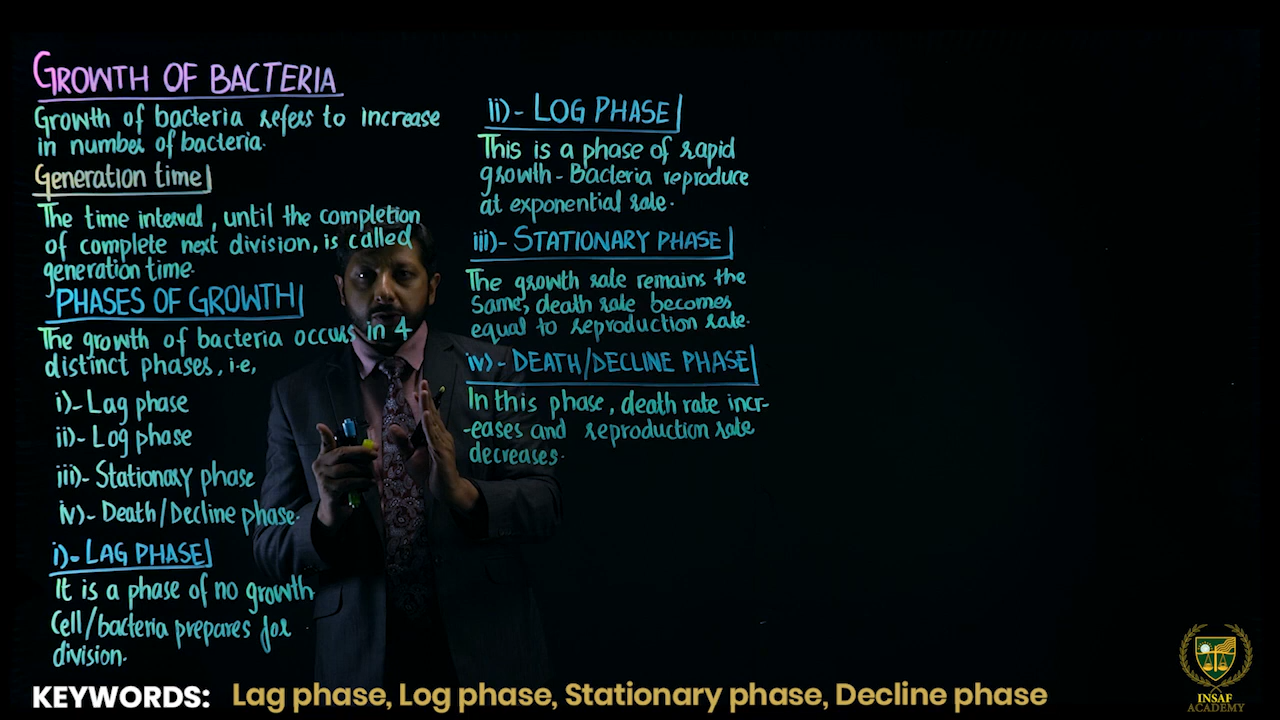 GROWTH OF BACTERIA
Growth of bacteria refers to increase
in number of bacteria.
Generation time
The time interval, until the completion
of complete next division, is called
generation time.
PHASES OF GROWTH
The growth of bacteria occurs in 4
distinct phases, i.e,
i)- Lag phase
ii)- Log phase
iii)- Stationary phase
iv)- Death/Decline phase.
i)- LAG PHASE
It is a phase of no growth
Cell/bacteria prepares for
division.
ii)- LOG PHASE
This is a phase of rapid
growth- Bacteria reproduce
at exponential rate.
iii)- STATIONARY PHASE
The growth rate remains the
Same, death rate becomes
equal to reproduction rate.
iv)- DEATH/DECLINE PHASE
In this phase, death rate incr-
-eases and reproduction rate
decreases.
KEYWORDS: Lag phase, Log phase, Stationary phase, Decline phase
INSAF
ACADEMY